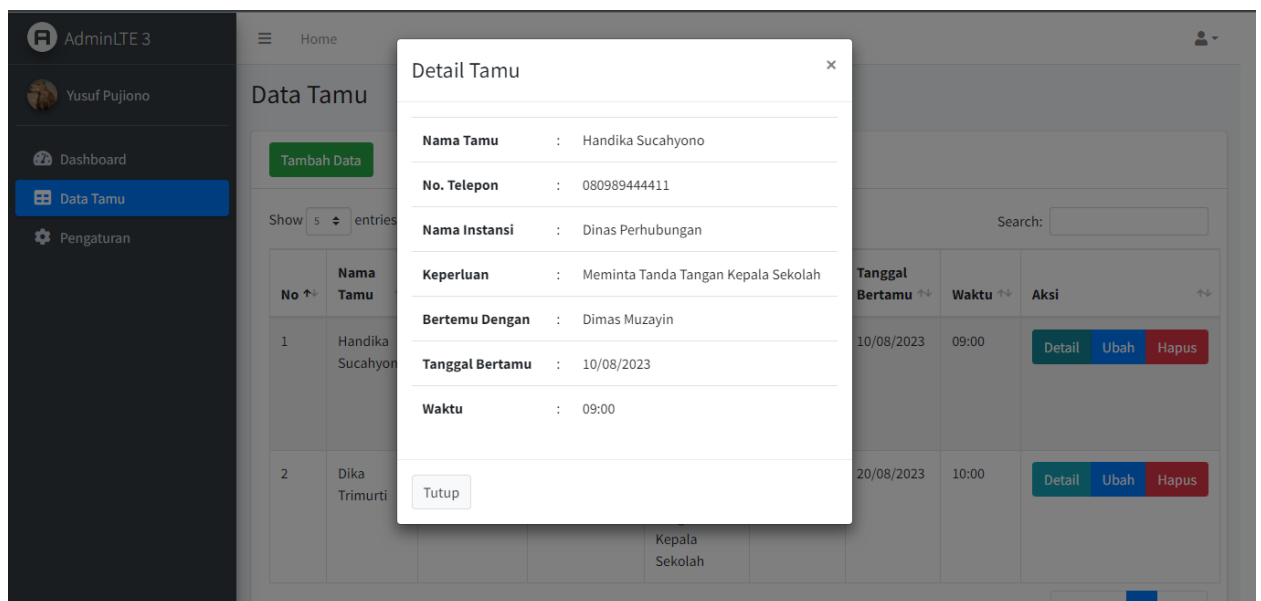 AdminLTE 3
Home
Yusuf Pujiono
Data Tamu
Dashboard
Data Tamu
Pengaturan
Tambah Data
Show 5 entries
Search:
No
Nama
Tamu
Tanggal
Bertamu
Waktu
Aksi
1
Handika
Sucahyon
10/08/2023
09:00
Detail Ubah Hapus
2
Dika
Trimurti
Kepala
Sekolah
20/08/2023
10:00
Detail Ubah Hapus
Detail Tamu
×
Nama Tamu : Handika Sucahyono
No. Telepon : 080989444411
Nama Instansi : Dinas Perhubungan
Keperluan : Meminta Tanda Tangan Kepala Sekolah
Bertemu Dengan : Dimas Muzayin
Tanggal Bertamu : 10/08/2023
Waktu : 09:00
Tutup